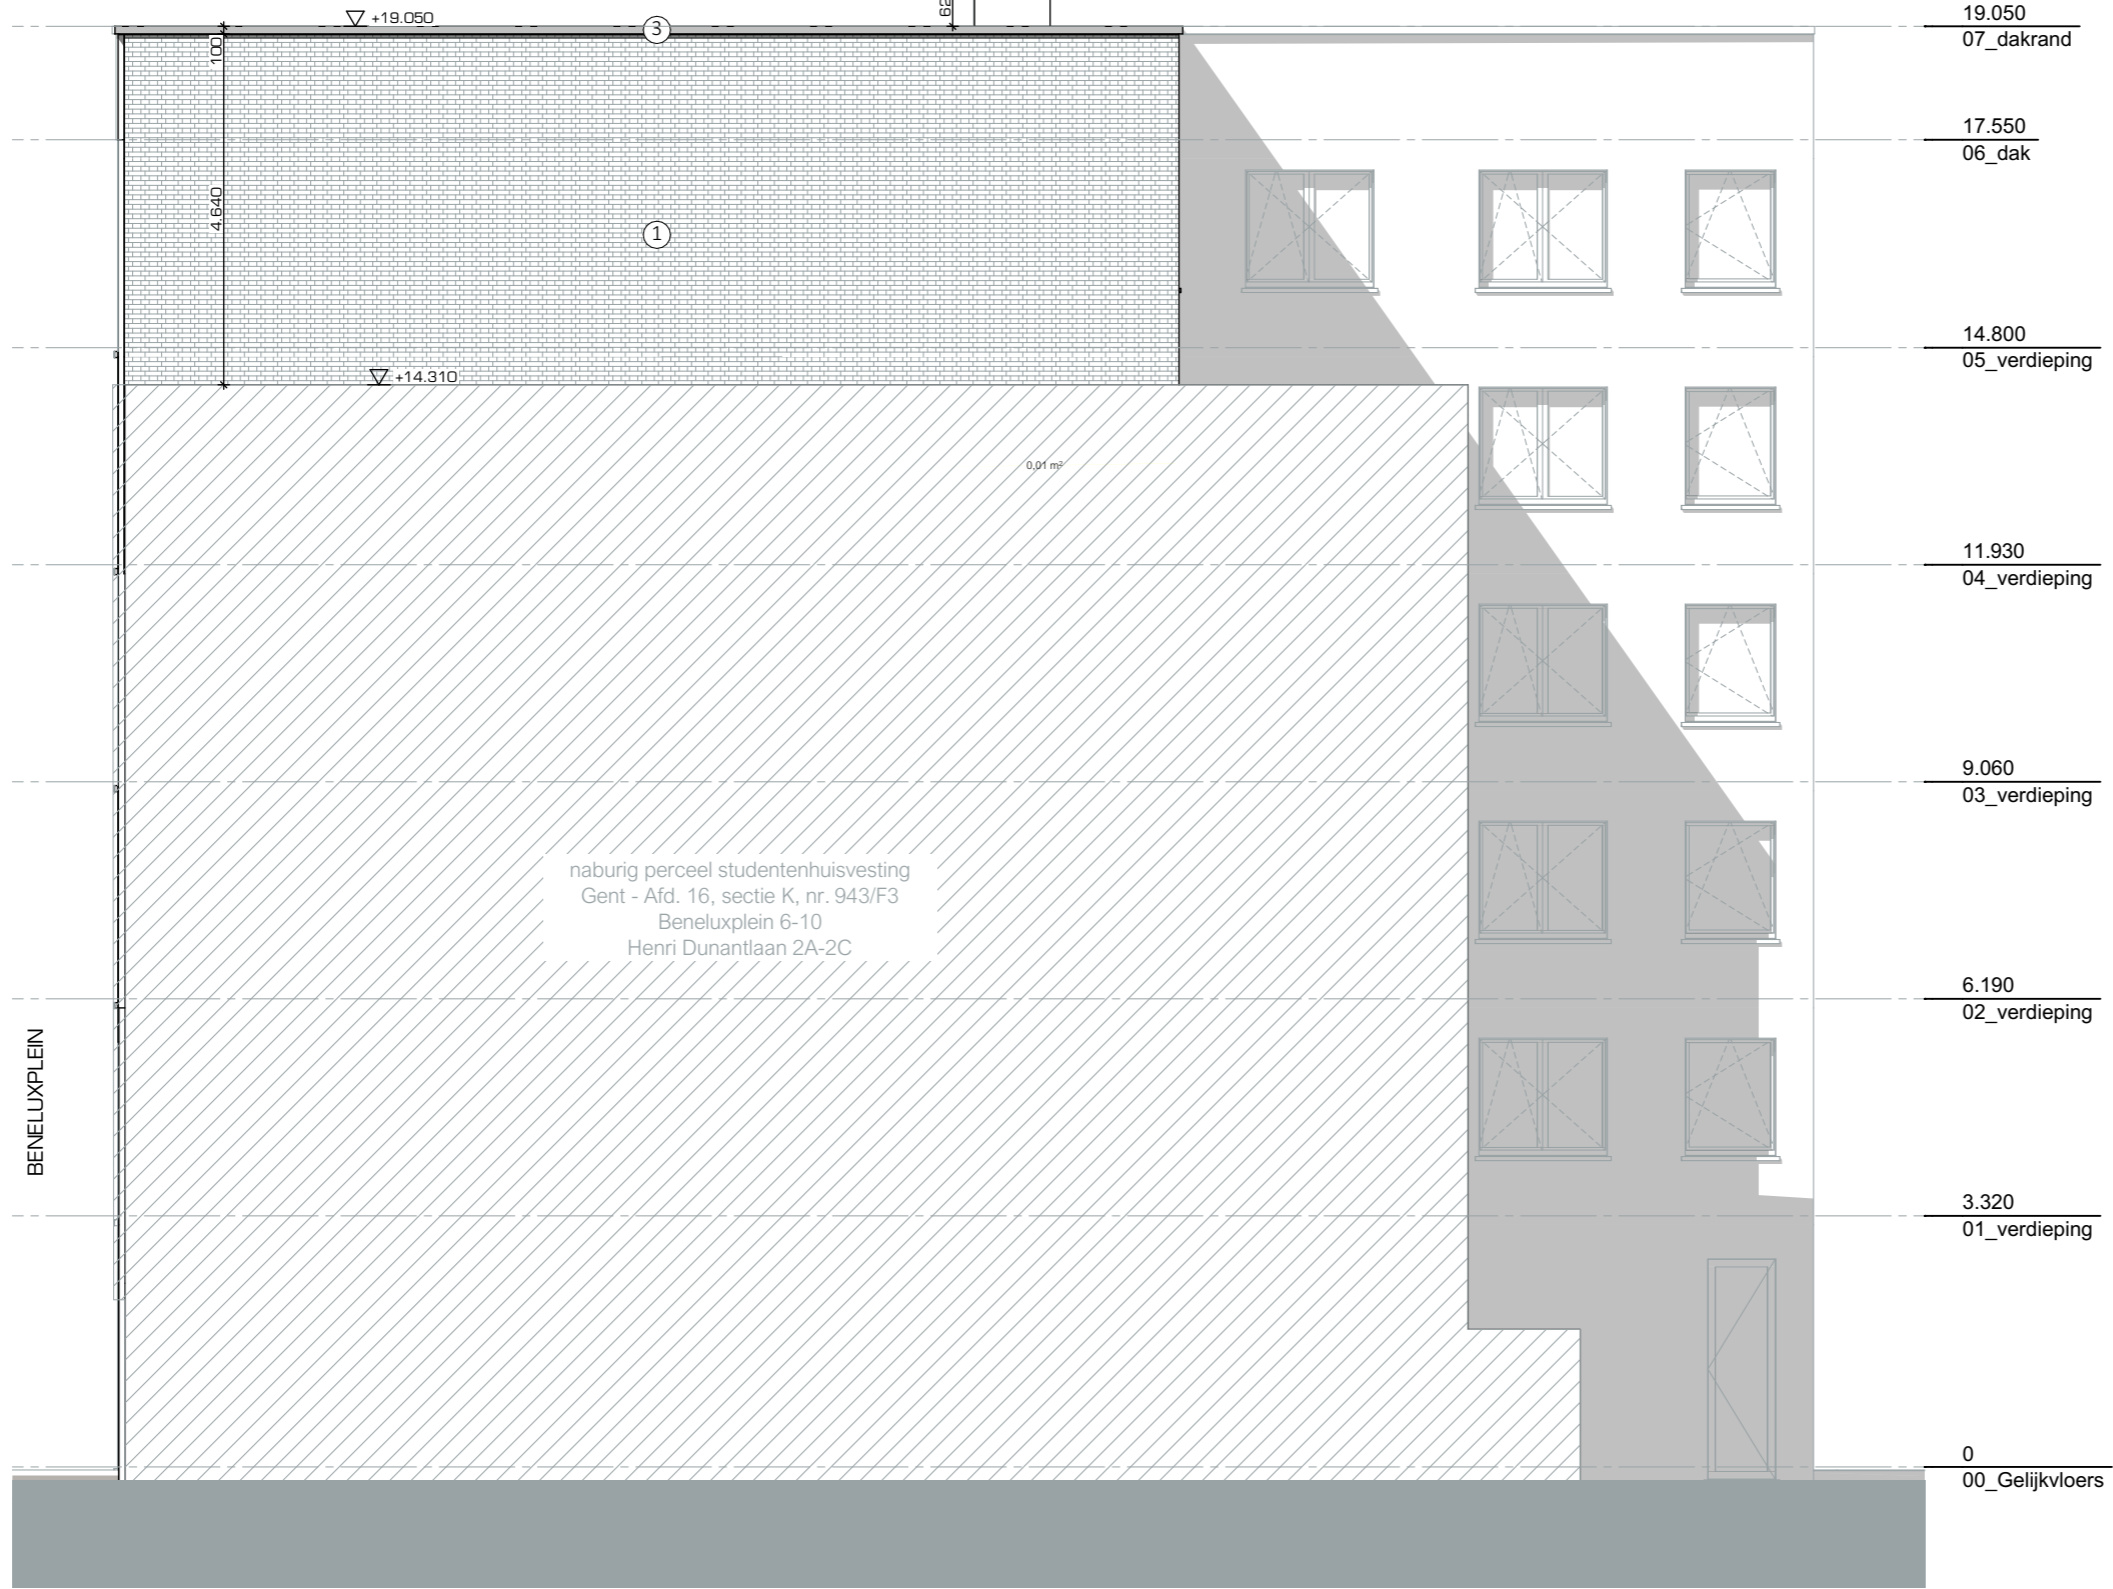 +19.050
62
3
100
4.640
1
+14.310
0,01 m²
naburig perceel studentenhuisvesting
Gent - Afd. 16, sectie K, nr. 943/F3
Beneluxplein 6-10
Henri Dunantlaan 2A-2C
BENELUXPLEIN
19.050
07_dakrand
17.550
06_dak
14.800
05_verdieping
11.930
04_verdieping
9.060
03_verdieping
6.190
02_verdieping
3.320
01_verdieping
0
00_Gelijkvloers